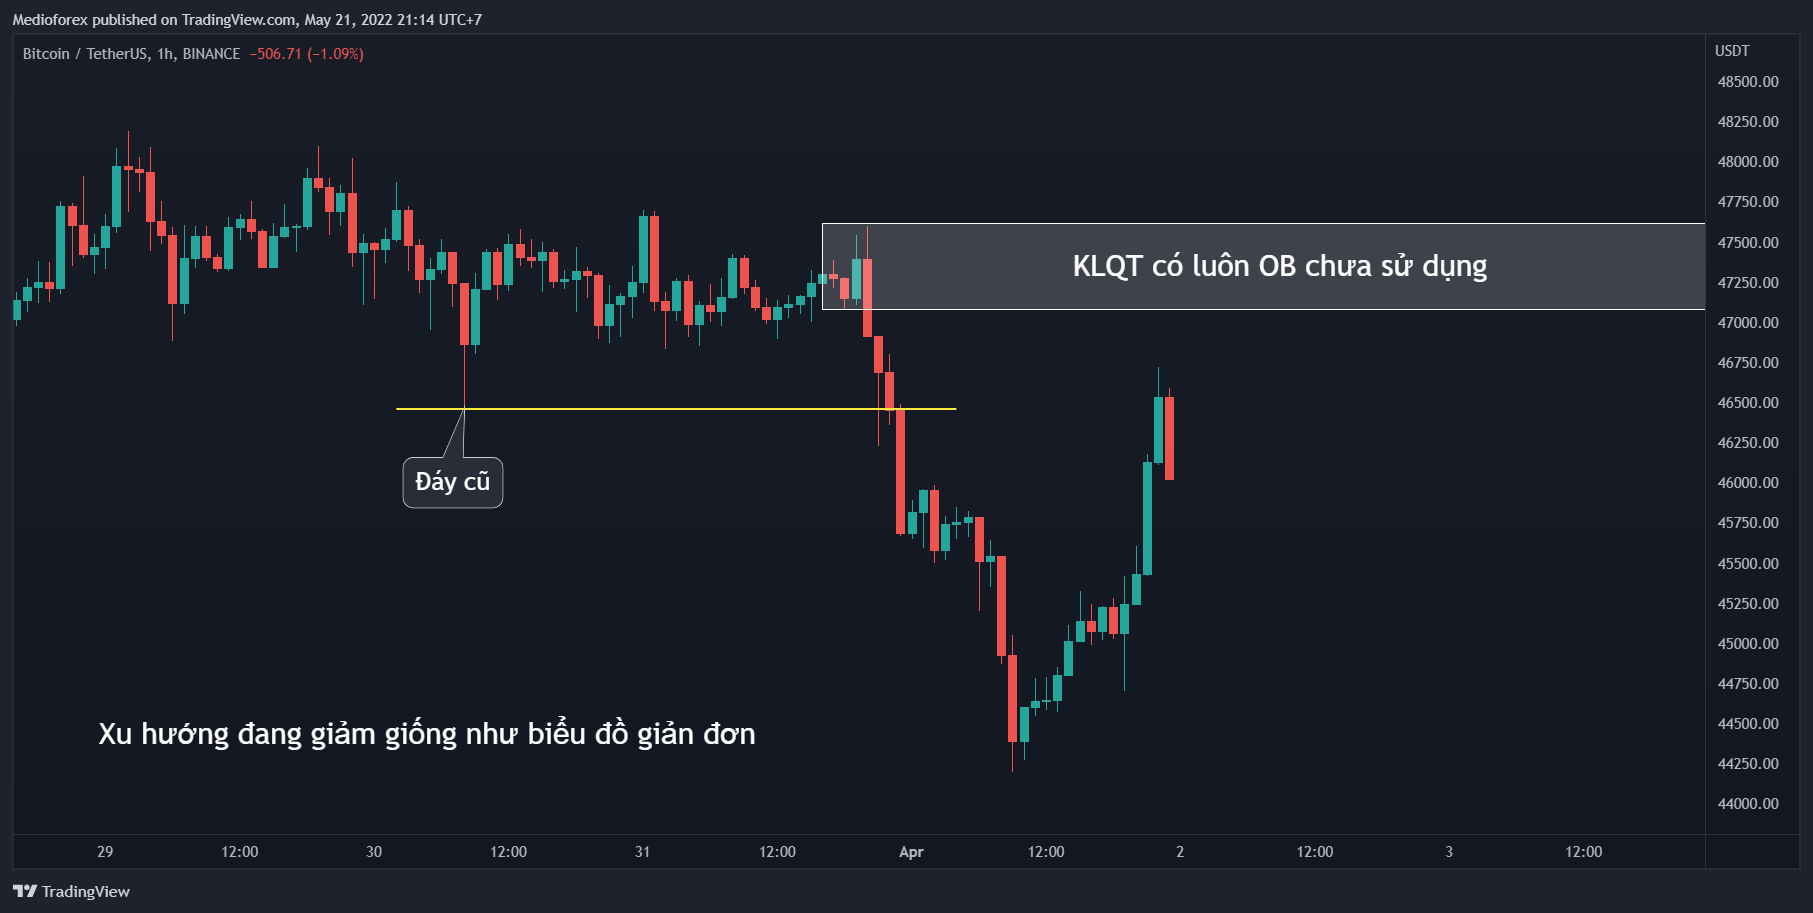 Medioforex published on TradingView.com, May 21, 2022 21:14 UTC+7
Bitcoin / TetherUS, 1h, BINANCE −506.71 (−1.09%)
USDT
48500.00
48250.00
48000.00
47750.00
47500.00
47250.00
47000.00
46750.00
46500.00
46250.00
46000.00
45750.00
45500.00
45250.00
45000.00
44750.00
44500.00
44250.00
44000.00
KLQT có luôn OB chưa sử dụng
Đáy cũ
Xu hướng đang giảm giống như biểu đồ giản đơn
29 12:00 30 12:00 31 12:00 Apr 12:00 2 12:00 3 12:00
TradingView